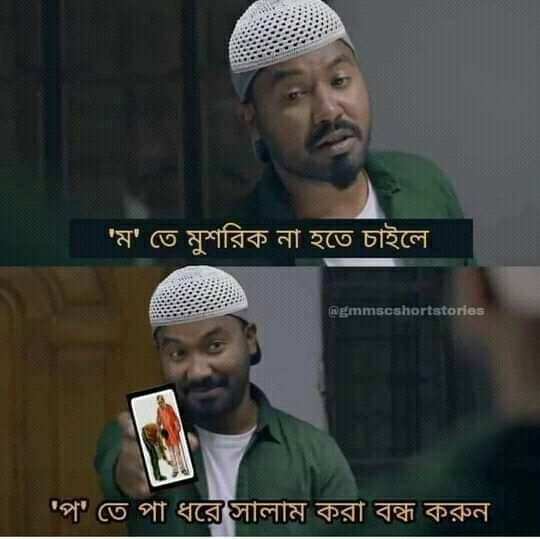 'ম' তে মুশরিক না হতে চাইলে
@gmmscshortstories
'প' তে পা ধরে সালাম করা বন্ধ করুন